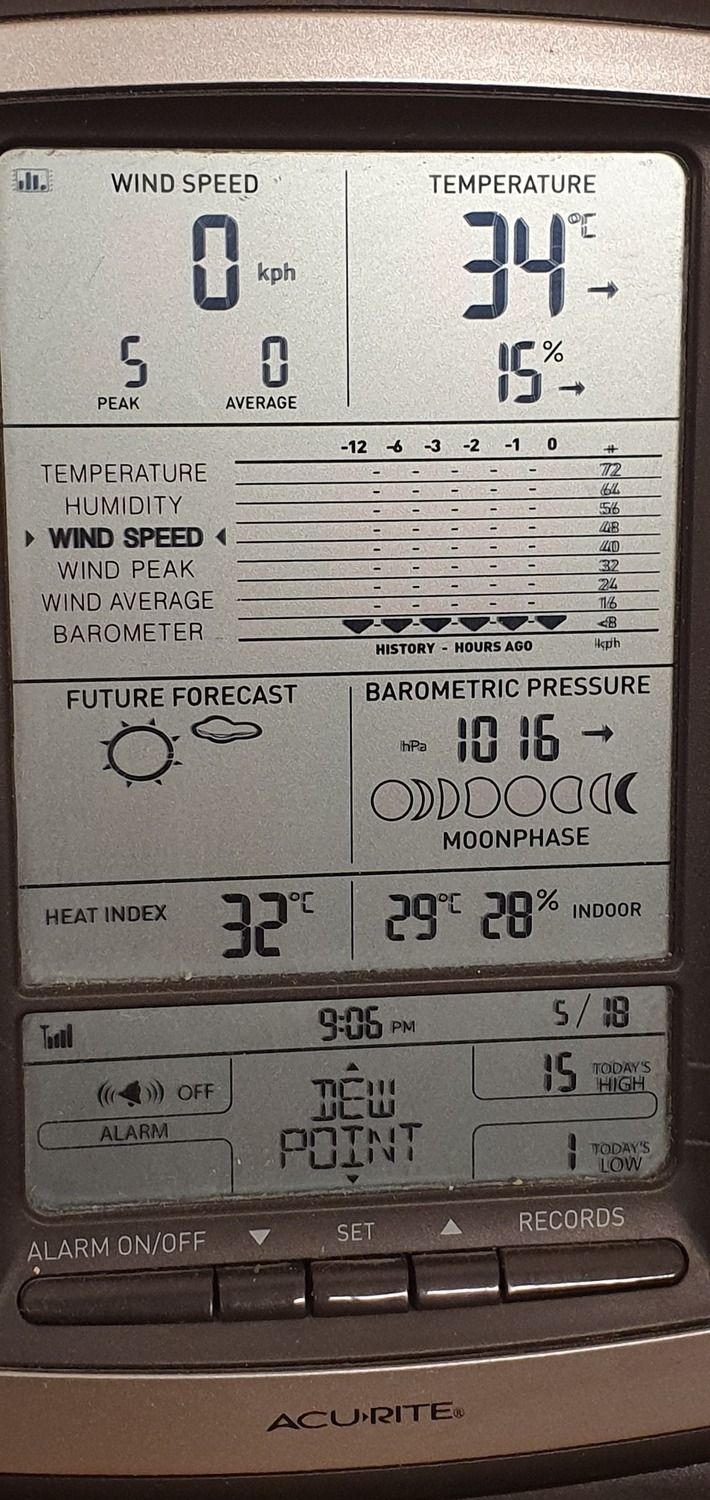 WIND SPEED
0 kph
5 PEAK
0 AVERAGE
TEMPERATURE
34 °C →
15 % →
-12 -6 -3 -2 -1 0 +
TEMPERATURE
HUMIDITY
WIND SPEED
WIND PEAK
WIND AVERAGE
BAROMETER
72
64
56
48
40
32
24
16
<8
kph
HISTORY - HOURS AGO
FUTURE FORECAST
BAROMETRIC PRESSURE
hPa 1016 →
MOONPHASE
HEAT INDEX 32°C
29°C 28% INDOOR
9:06 PM
5/18
OFF
ALARM
DEW
POINT
15 TODAY'S
HIGH
1 TODAY'S
LOW
ALARM ON/OFF ▼ SET ▲ RECORDS
ACU›RITE®